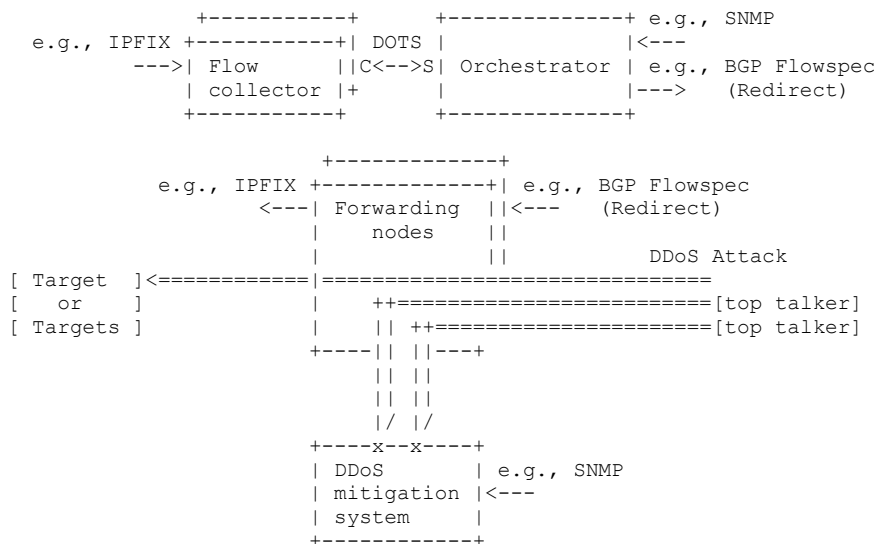 e.g., SNMP
e.g., IPFIX | DOTS |
--->| Flow ||C<-->S| Orchestrator | e.g., BGP Flowspec
| collector |+ | |---> (Redirect)
e.g., IPFIX e.g., BGP Flowspec
<---| Forwarding ||<--- (Redirect)
| nodes ||
| || DDoS Attack
[ Target ]<============|==============================
[ or ] | ++====================[top talker]
[ Targets ] | || ++==================[top talker]
+----x--x----+
| DDoS | e.g., SNMP
| mitigation |<---
| system |